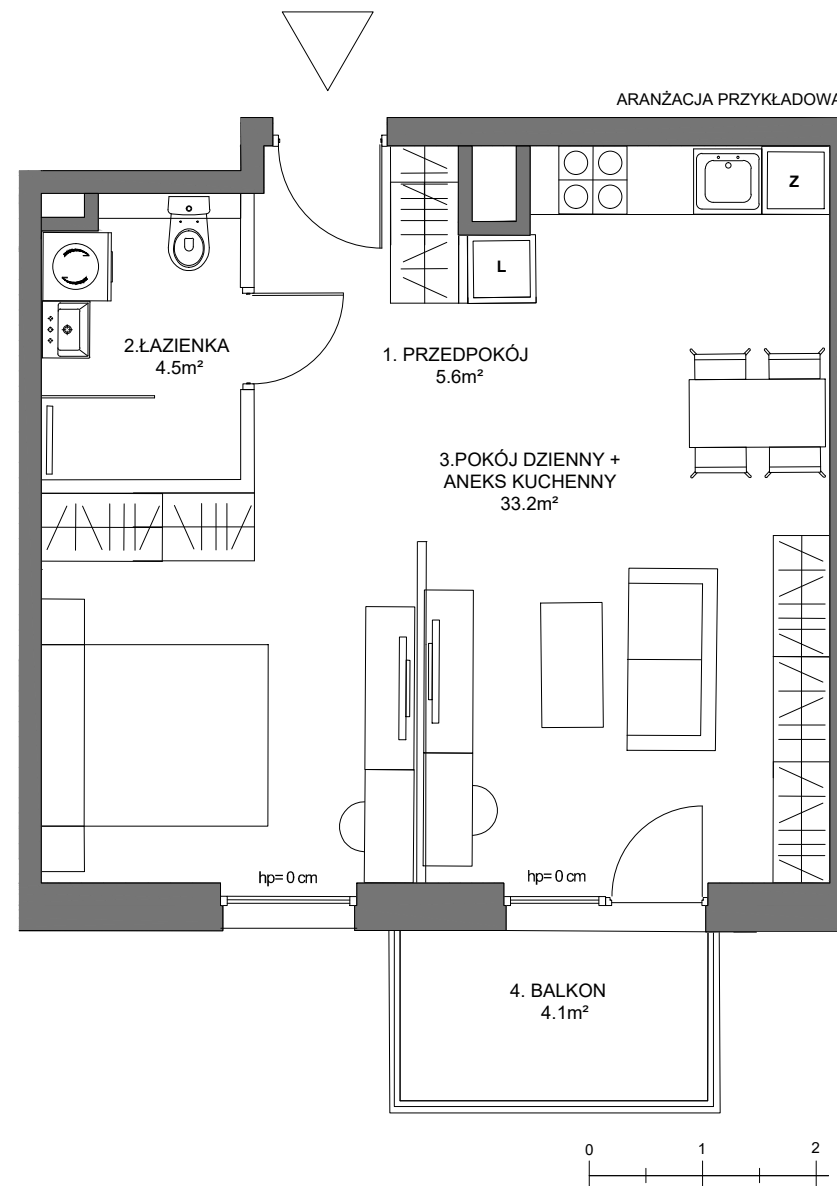 ARANŻACJA PRZYKŁADOWA
Z
L
2.ŁAZIENKA
4.5m²
1. PRZEDPOKÓJ
5.6m²
3.POKÓJ DZIENNY +
ANEKS KUCHENNY
33.2m²
hp= 0 cm
hp= 0 cm
4. BALKON
4.1m²
0 1 2